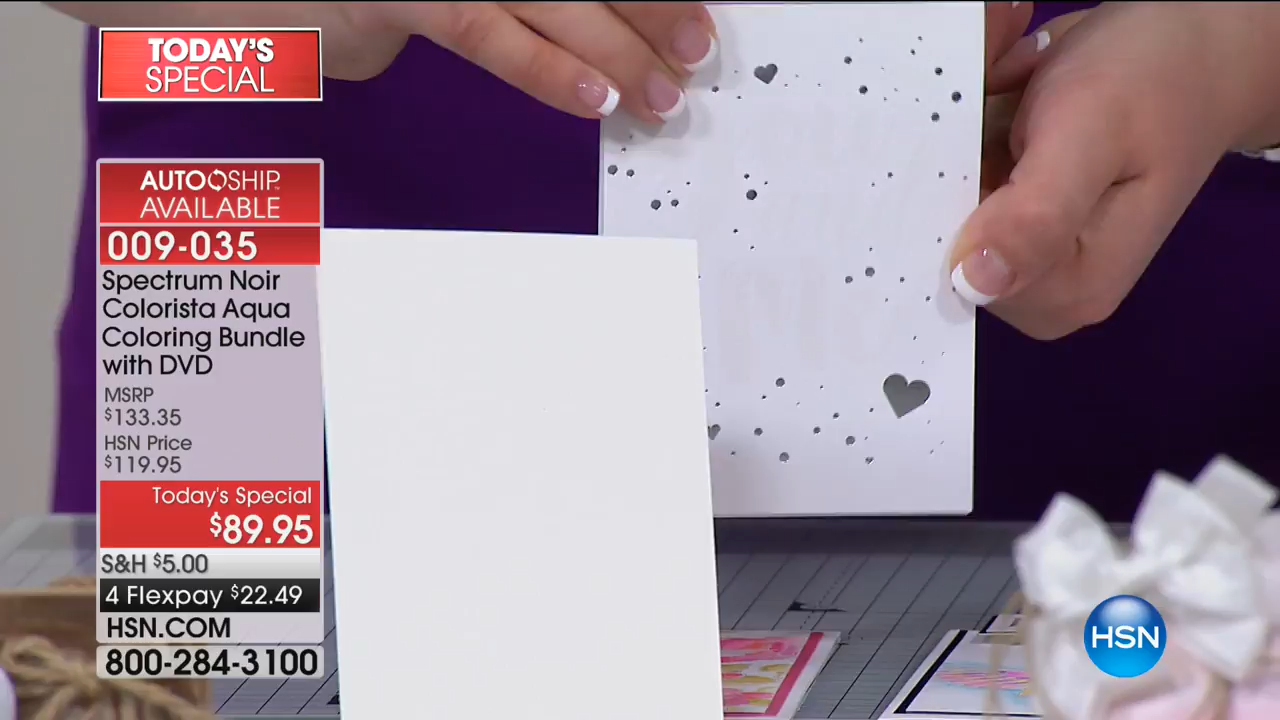 TODAY'S
SPECIAL
AUTOSHIP
AVAILABLE
009-035
Spectrum Noir
Colorista Aqua
Coloring Bundle
with DVD
MSRP
$133.35
HSN Price
$119.95
Today's Special
$89.95
S&H $5.00
4 Flexpay $22.49
HSN.COM
800-284-3100
HSN